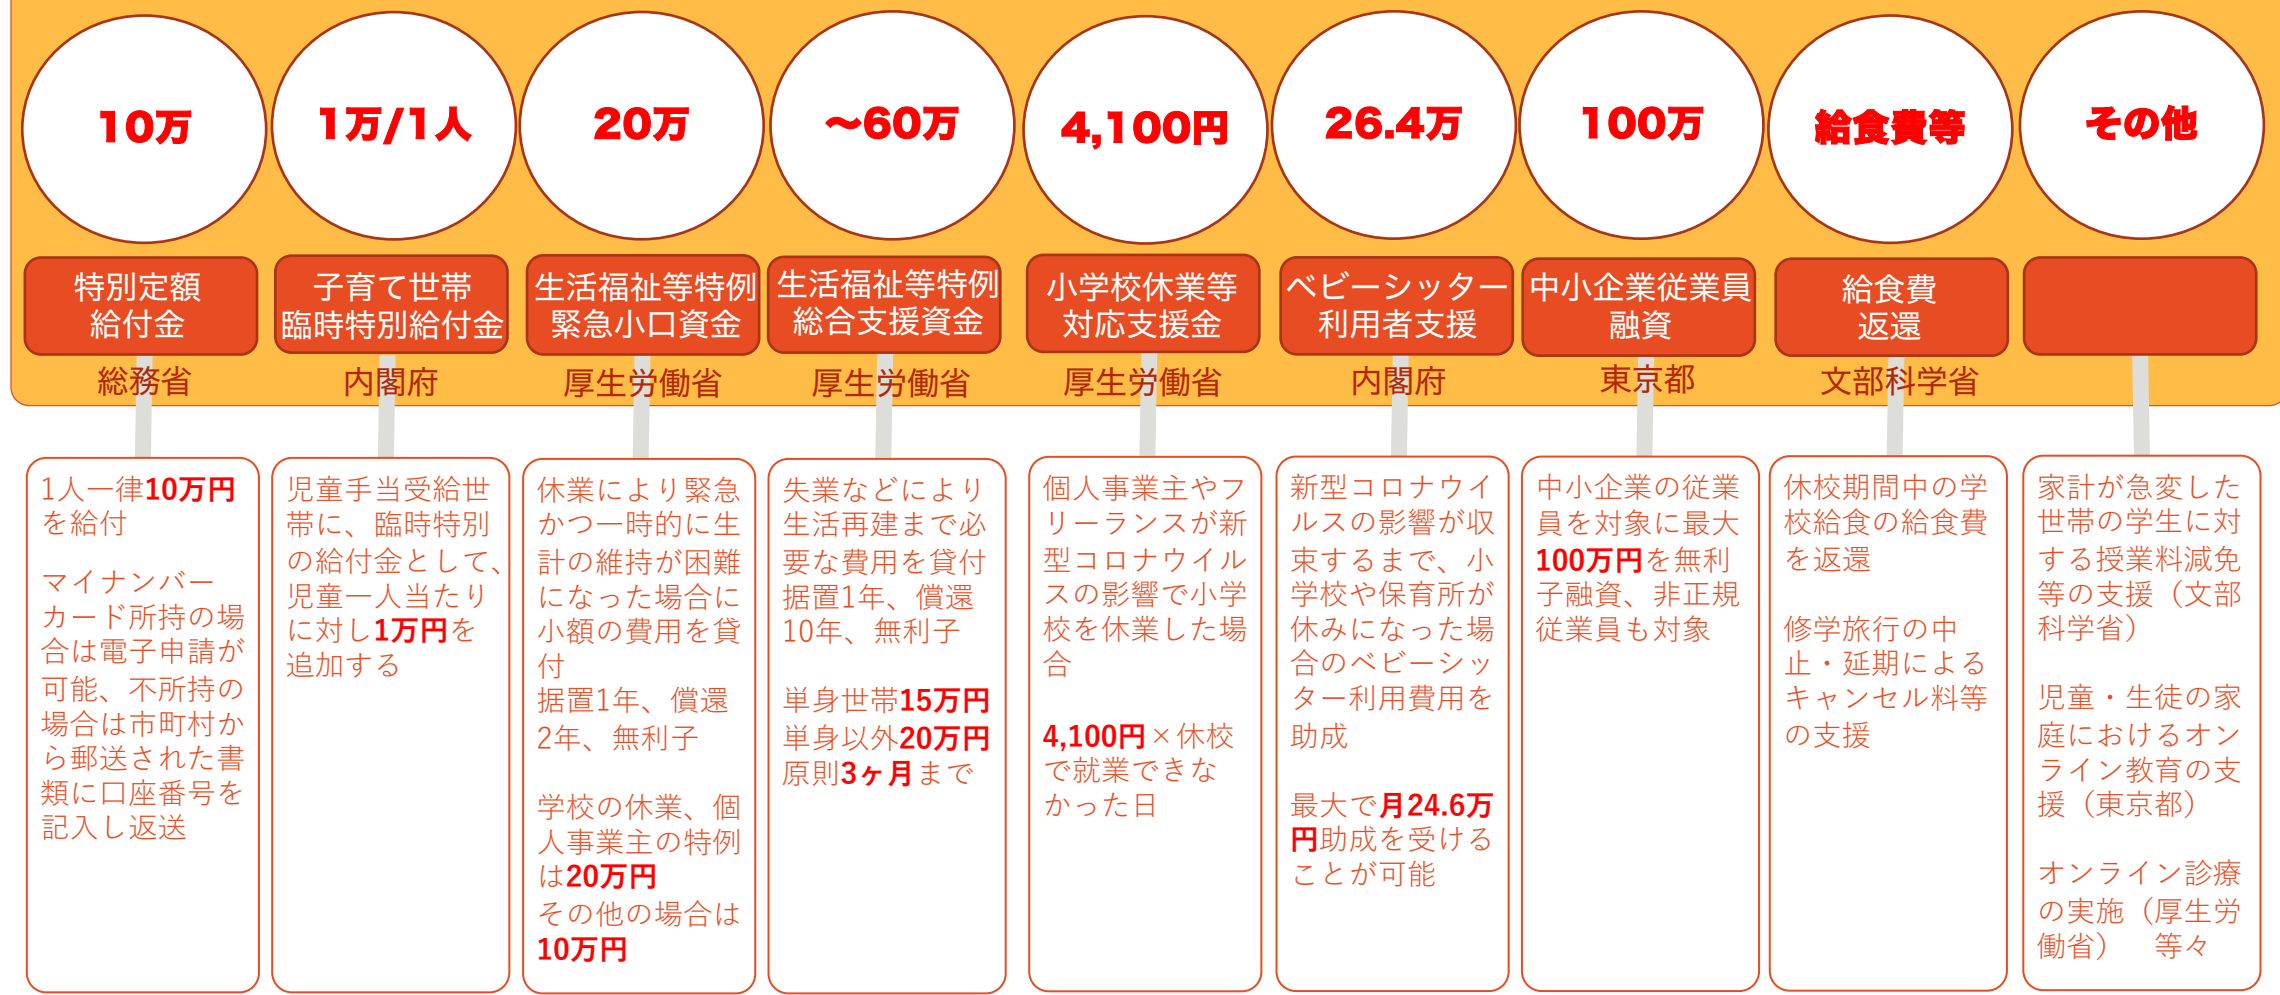 10万
特別定額
給付金
総務省
1人一律10万円
を給付
マイナンバー
カード所持の場
合は電子申請が
可能、不所持の
場合は市町村か
ら郵送された書
類に口座番号を
記入し返送
1万/1人
子育て世帯
臨時特別給付金
内閣府
児童手当受給世
帯に、臨時特別
の給付金として、
児童一人当たり
に対し1万円を
追加する
20万
生活福祉等特例
緊急小口資金
厚生労働省
休業により緊急
かつ一時的に生
計の維持が困難
になった場合に
小額の費用を貸
付
据置1年、償還
2年、無利子
学校の休業、個
人事業主の特例
は20万円
その他の場合は
10万円
〜60万
生活福祉等特例
総合支援資金
厚生労働省
失業などにより
生活再建まで必
要な費用を貸付
据置1年、償還
10年、無利子
単身世帯15万円
単身以外20万円
原則3ヶ月まで
4,100円
小学校休業等
対応支援金
厚生労働省
個人事業主やフ
リーランスが新
型コロナウイル
スの影響で小学
校を休業した場
合
4,100円×休校
で就業できな
かった日
26.4万
ベビーシッター
利用者支援
内閣府
新型コロナウイ
ルスの影響が収
束するまで、小
学校や保育所が
休みになった場
合のベビーシッ
ター利用費用を
助成
最大で月24.6万
円助成を受ける
ことが可能
100万
中小企業従業員
融資
東京都
中小企業の従業
員を対象に最大
100万円を無利
子融資、非正規
従業員も対象
給食費等
給食費
返還
文部科学省
休校期間中の学
校給食の給食費
を返還
修学旅行の中
止・延期による
キャンセル料等
の支援
その他
家計が急変した
世帯の学生に対
する授業料減免
等の支援（文部
科学省）
児童・生徒の家
庭におけるオン
ライン教育の支
援（東京都）
オンライン診療
の実施（厚生労
働省）　等々